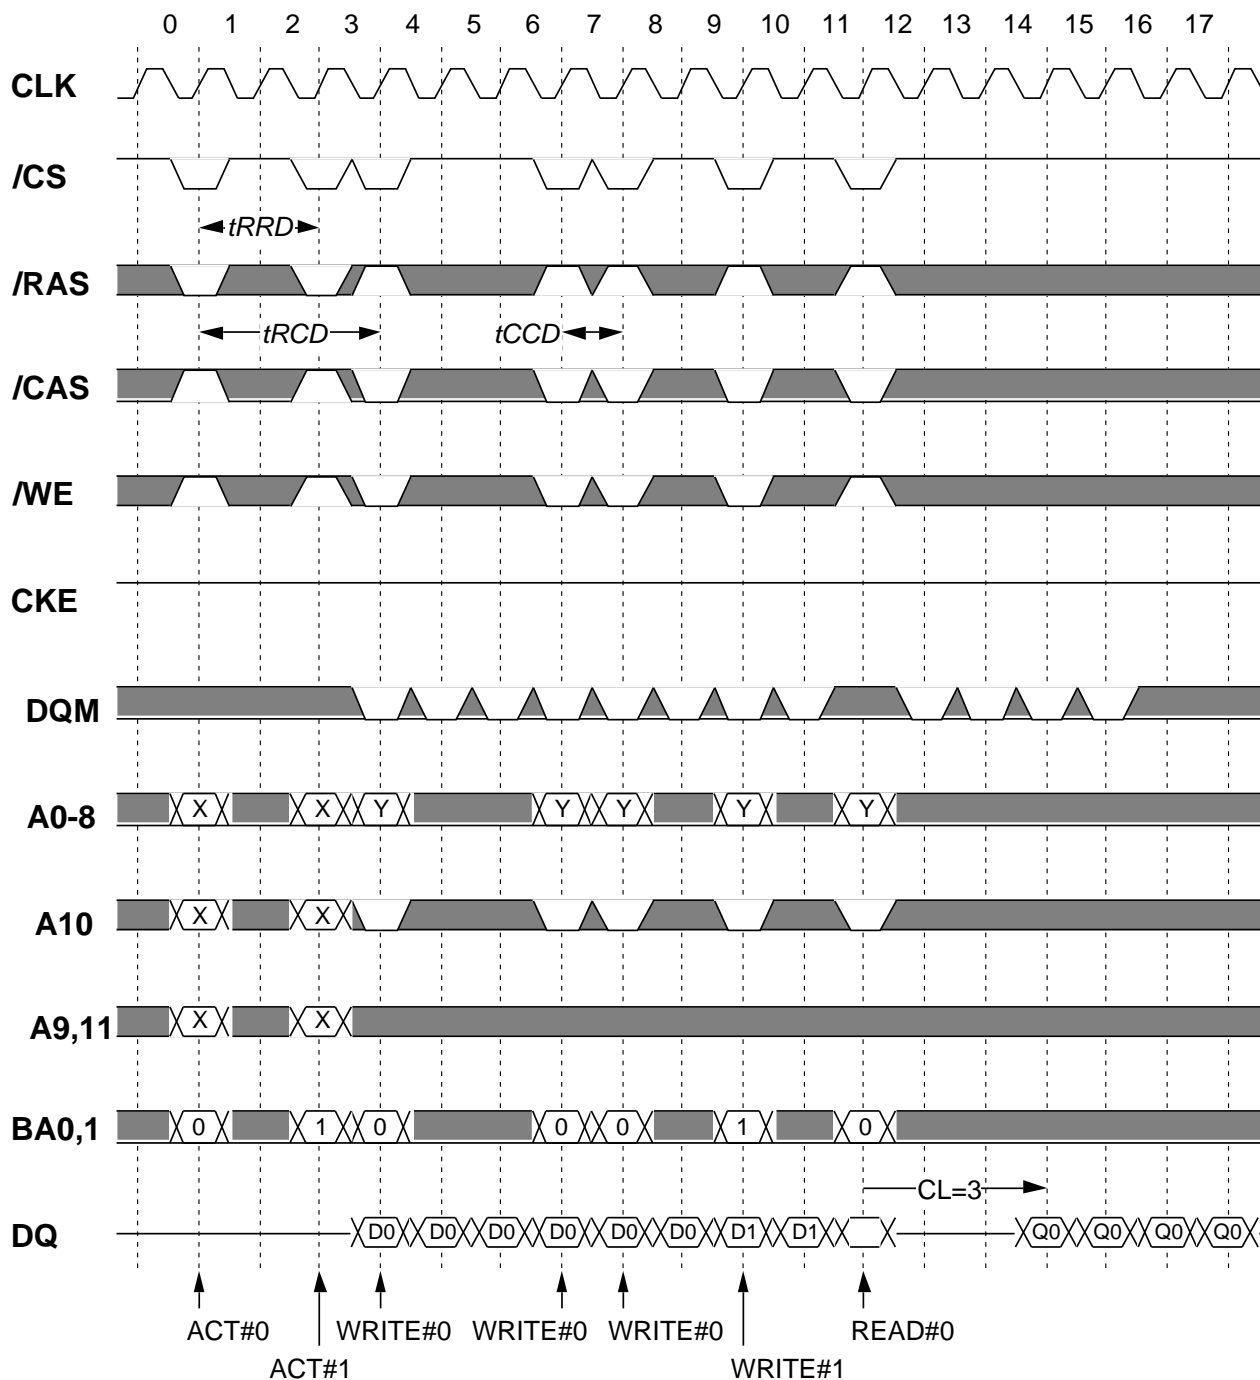 0 1 2 3 4 5 6 7 8 9 10 11 12 13 14 15 16 17
CLK
/CS
tRRD
/RAS
tRCD tCCD
/CAS
/WE
CKE
DQM
A0-8 X X Y Y Y Y Y
A10 X X
A9,11 X X
BA0,1 0 1 0 0 0 1 0
CL=3
DQ D0 D0 D0 D0 D0 D0 D1 D1 Q0 Q0 Q0 Q0
ACT#0 WRITE#0 WRITE#0 WRITE#0 READ#0
ACT#1 WRITE#1